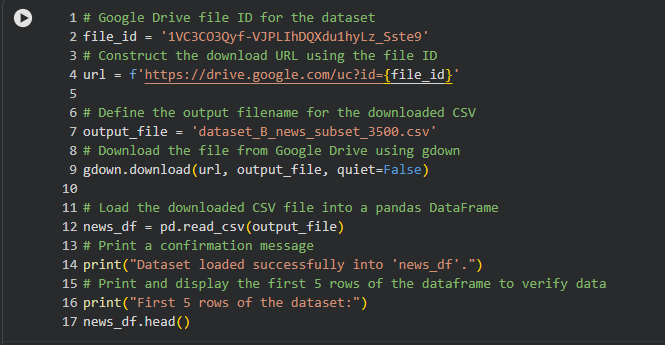 1 # Google Drive file ID for the dataset
2 file_id = '1VC3CO3Qyf-VJPLIhDQXdu1hyLz_Sste9'
3 # Construct the download URL using the file ID
4 url = f'https://drive.google.com/uc?id={file_id}'
5
6 # Define the output filename for the downloaded CSV
7 output_file = 'dataset_B_news_subset_3500.csv'
8 # Download the file from Google Drive using gdown
9 gdown.download(url, output_file, quiet=False)
10
11 # Load the downloaded CSV file into a pandas DataFrame
12 news_df = pd.read_csv(output_file)
13 # Print a confirmation message
14 print("Dataset loaded successfully into 'news_df'.")
15 # Print and display the first 5 rows of the dataframe to verify data
16 print("First 5 rows of the dataset:")
17 news_df.head()